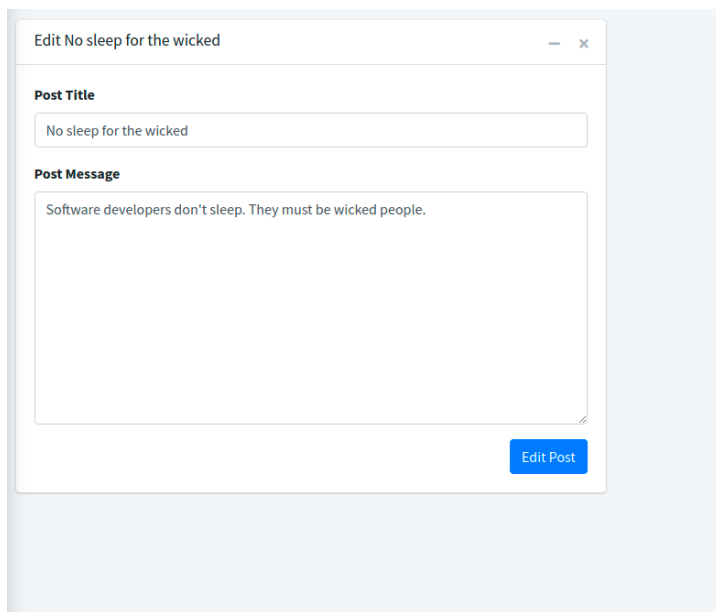 Edit No sleep for the wicked
Post Title
No sleep for the wicked
Post Message
Software developers don't sleep. They must be wicked people.
Edit Post